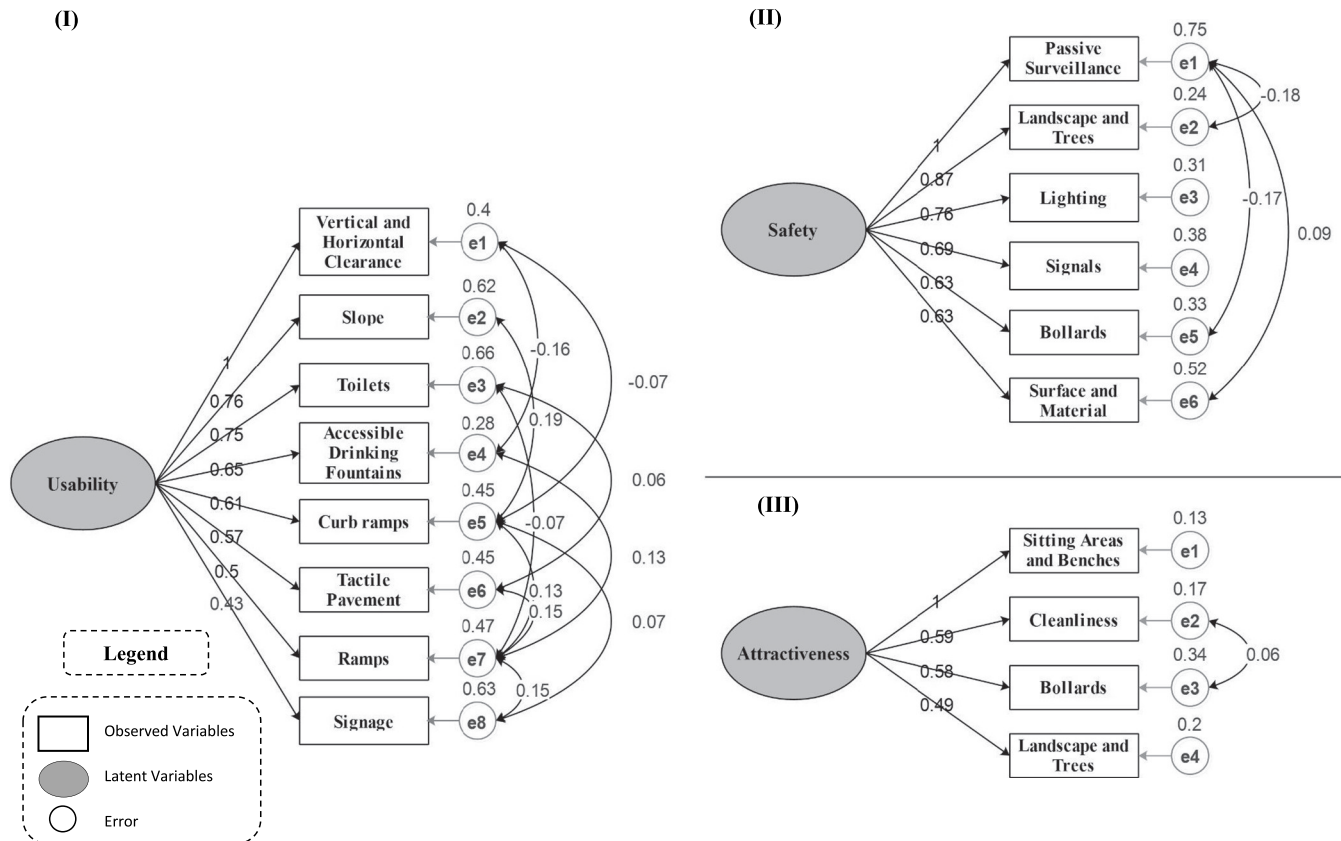 (I)
Usability
1
0.76
0.75
0.65
0.61
0.57
0.5
0.43
Vertical and
Horizontal
Clearance
Slope
Toilets
Accessible
Drinking
Fountains
Curb ramps
Tactile
Pavement
Ramps
Signage
0.4
e1
0.62
e2
0.66
e3
0.28
e4
0.45
e5
0.45
e6
0.47
e7
0.63
e8
-0.16
-0.07
0.19
0.06
-0.07
0.13
0.13
0.15
0.07
0.15
Legend
Observed Variables
Latent Variables
Error
(II)
Safety
1
0.87
0.76
0.69
0.63
0.63
Passive
Surveillance
Landscape and
Trees
Lighting
Signals
Bollards
Surface and
Material
0.75
e1
0.24
e2
0.31
e3
0.38
e4
0.33
e5
0.52
e6
-0.18
-0.17
0.09
(III)
Attractiveness
1
0.59
0.58
0.49
Sitting Areas
and Benches
Cleanliness
Bollards
Landscape and
Trees
0.13
e1
0.17
e2
0.34
e3
0.2
e4
0.06